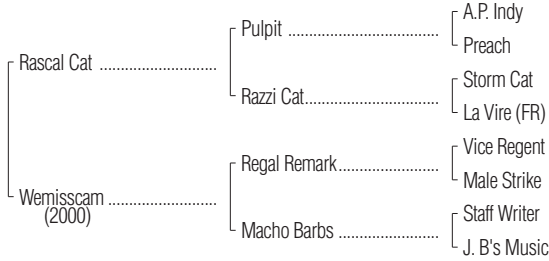 A.P. Indy
Pulpit ..............................
Preach
Rascal Cat ........................
Storm Cat
Razzi Cat...........................
La Vire (FR)
Vice Regent
Regal Remark....................
Male Strike
Wemisscam ......................
(2000)
Staff Writer
Macho Barbs ....................
J. B's Music